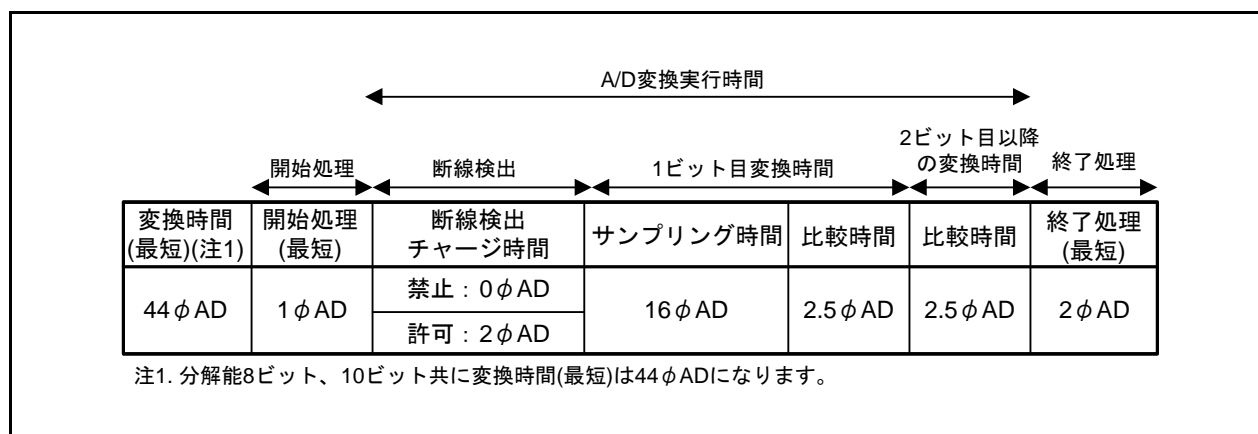 A/D変換実行時間
開始処理
断線検出
1ビット目変換時間
2ビット目以降
の変換時間
終了処理
変換時間
(最短)(注1)
開始処理
(最短)
断線検出
チャージ時間
サンプリング時間
比較時間
比較時間
終了処理
(最短)
44φAD
1φAD
禁止：0φAD
許可：2φAD
16φAD
2.5φAD
2.5φAD
2φAD
注1. 分解能8ビット、10ビット共に変換時間(最短)は44φADになります。